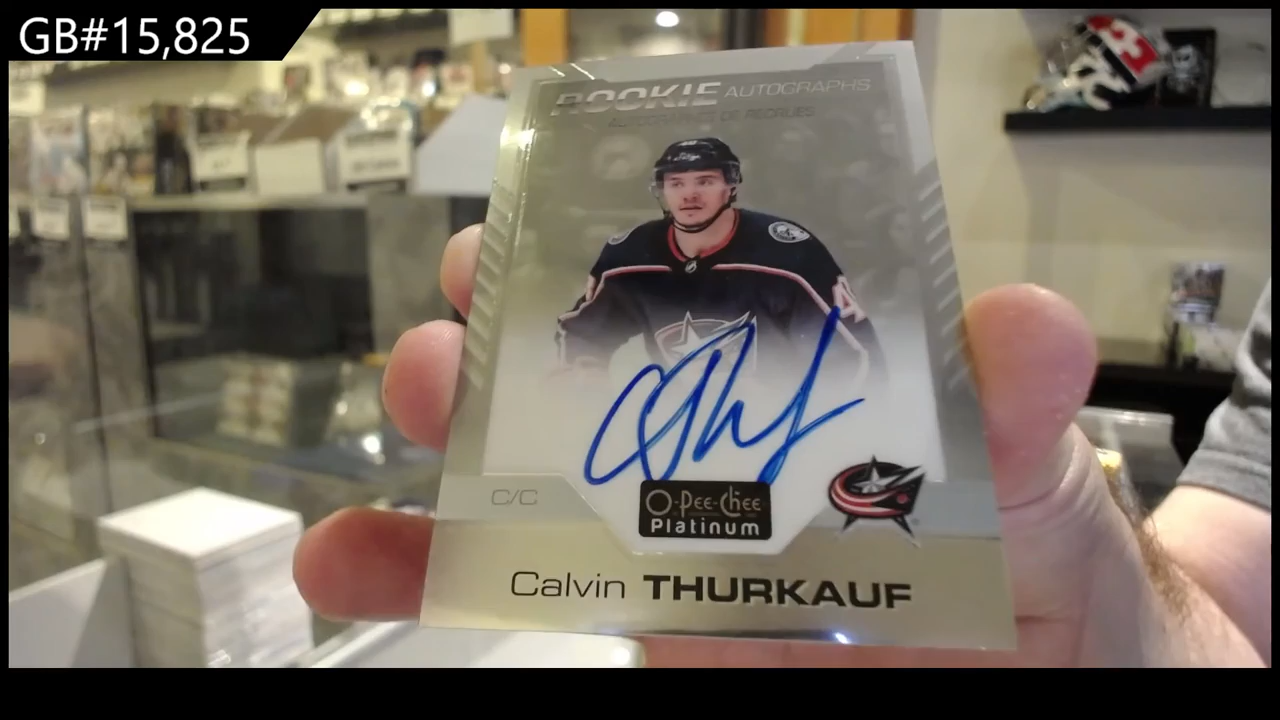 GB#15,825
ROOKIE AUTOGRAPHS
AUTOGRAPHES DE RECRUES
C/C
O-Pee-Chee
Platinum
Calvin THURKAUF